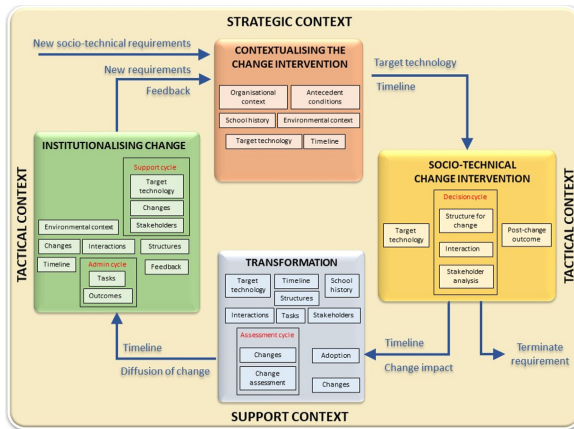 STRATEGIC CONTEXT
New socio-technical requirements
New requirements
Feedback
CONTEXTUALISING THE
CHANGE INTERVENTION
Organisational
context
Antecedent
conditions
School history
Environmental context
Target technology
Timeline
Target technology
Timeline
TACTICAL CONTEXT
INSTITUTIONALISING CHANGE
Support cycle
Target
technology
Changes
Stakeholders
Environmental context
Changes
Interactions
Structures
Timeline
Admin cycle
Tasks
Outcomes
Feedback
SOCIO-TECHNICAL
CHANGE INTERVENTION
Decision cycle
Structure for
change
Interaction
Stakeholder
analysis
Target
technology
Post-change
outcome
TACTICAL CONTEXT
TRANSFORMATION
Target
technology
Timeline
School
history
Structures
Interactions
Tasks
Stakeholders
Assessment cycle
Changes
Change
assessment
Adoption
Changes
Timeline
Diffusion of change
Timeline
Change impact
Terminate
requirement
SUPPORT CONTEXT